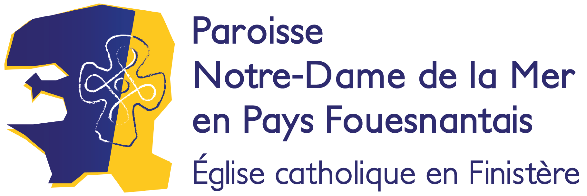 Paroisse
Notre-Dame de la Mer
en Pays Fouesnantais
Église catholique en Finistère